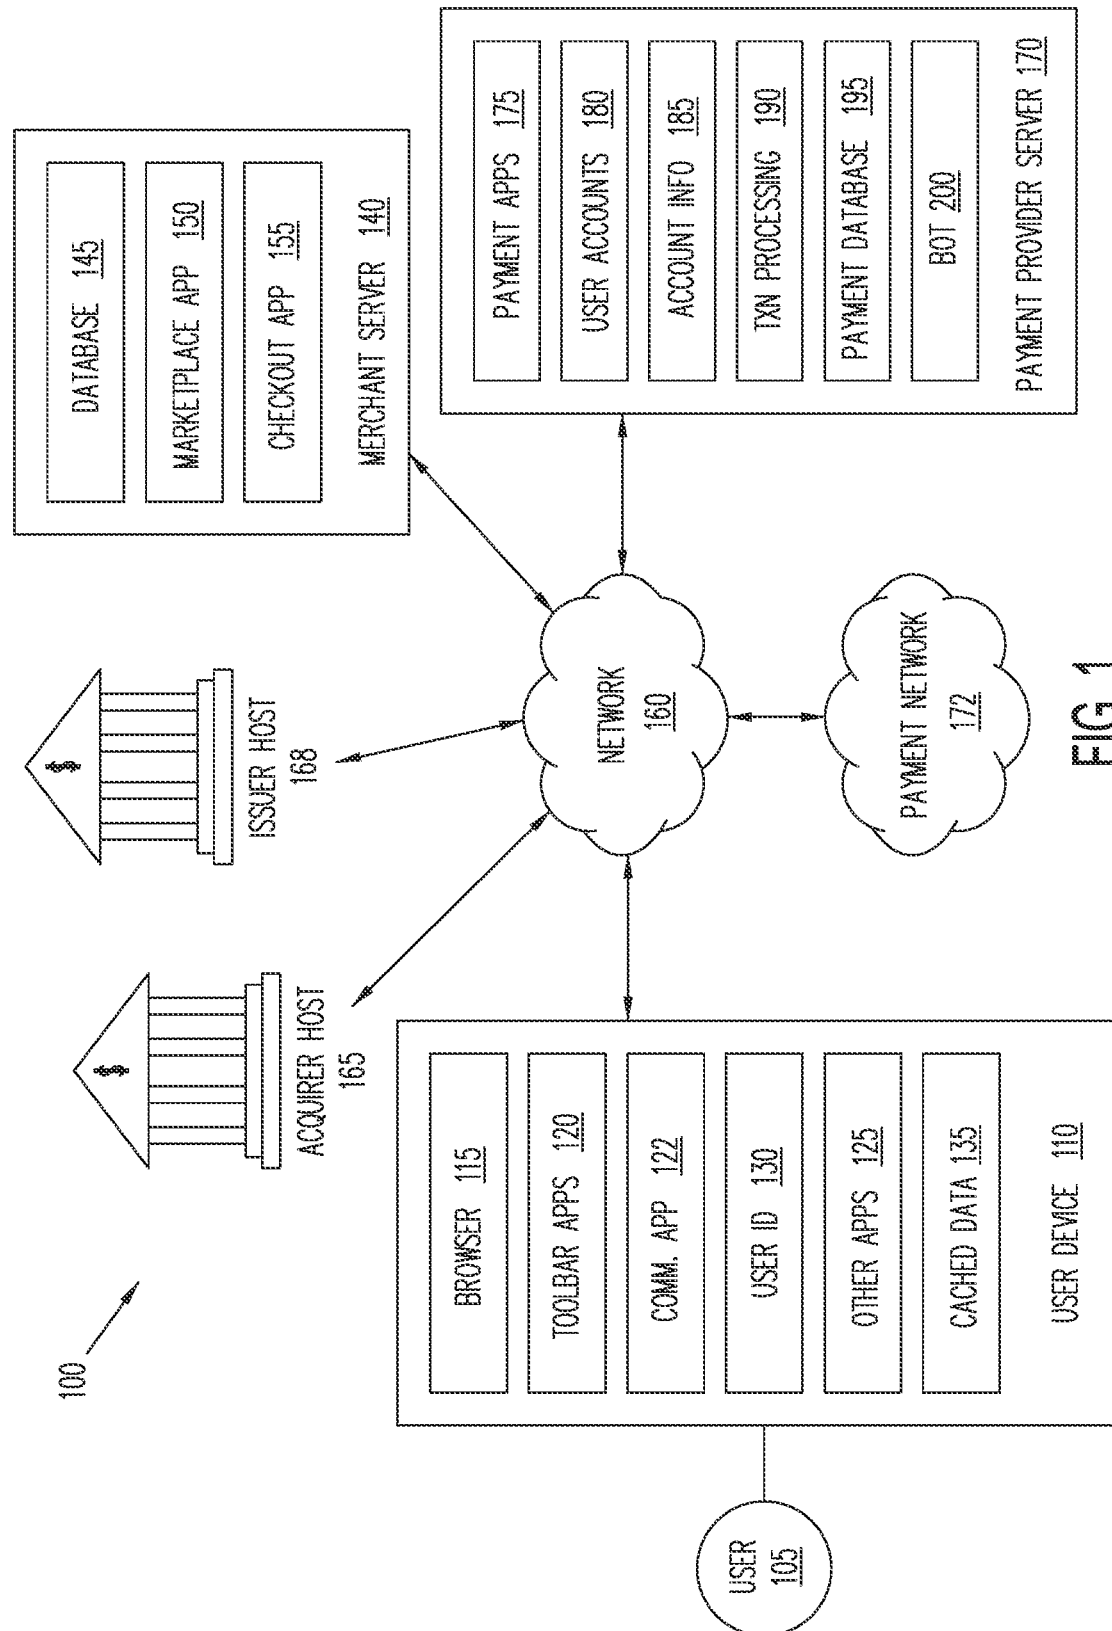 100
ACQUIRER HOST
165
ISSUER HOST
168
DATABASE 145
MARKETPLACE APP 150
CHECKOUT APP 155
MERCHANT SERVER 140
USER
105
BROWSER 115
TOOLBAR APPS 120
COMM. APP 122
USER ID 130
OTHER APPS 125
CACHED DATA 135
USER DEVICE 110
NETWORK
160
PAYMENT NETWORK
172
PAYMENT APPS 175
USER ACCOUNTS 180
ACCOUNT INFO 185
TXN PROCESSING 190
PAYMENT DATABASE 195
BOT 200
PAYMENT PROVIDER SERVER 170
FIG. 1